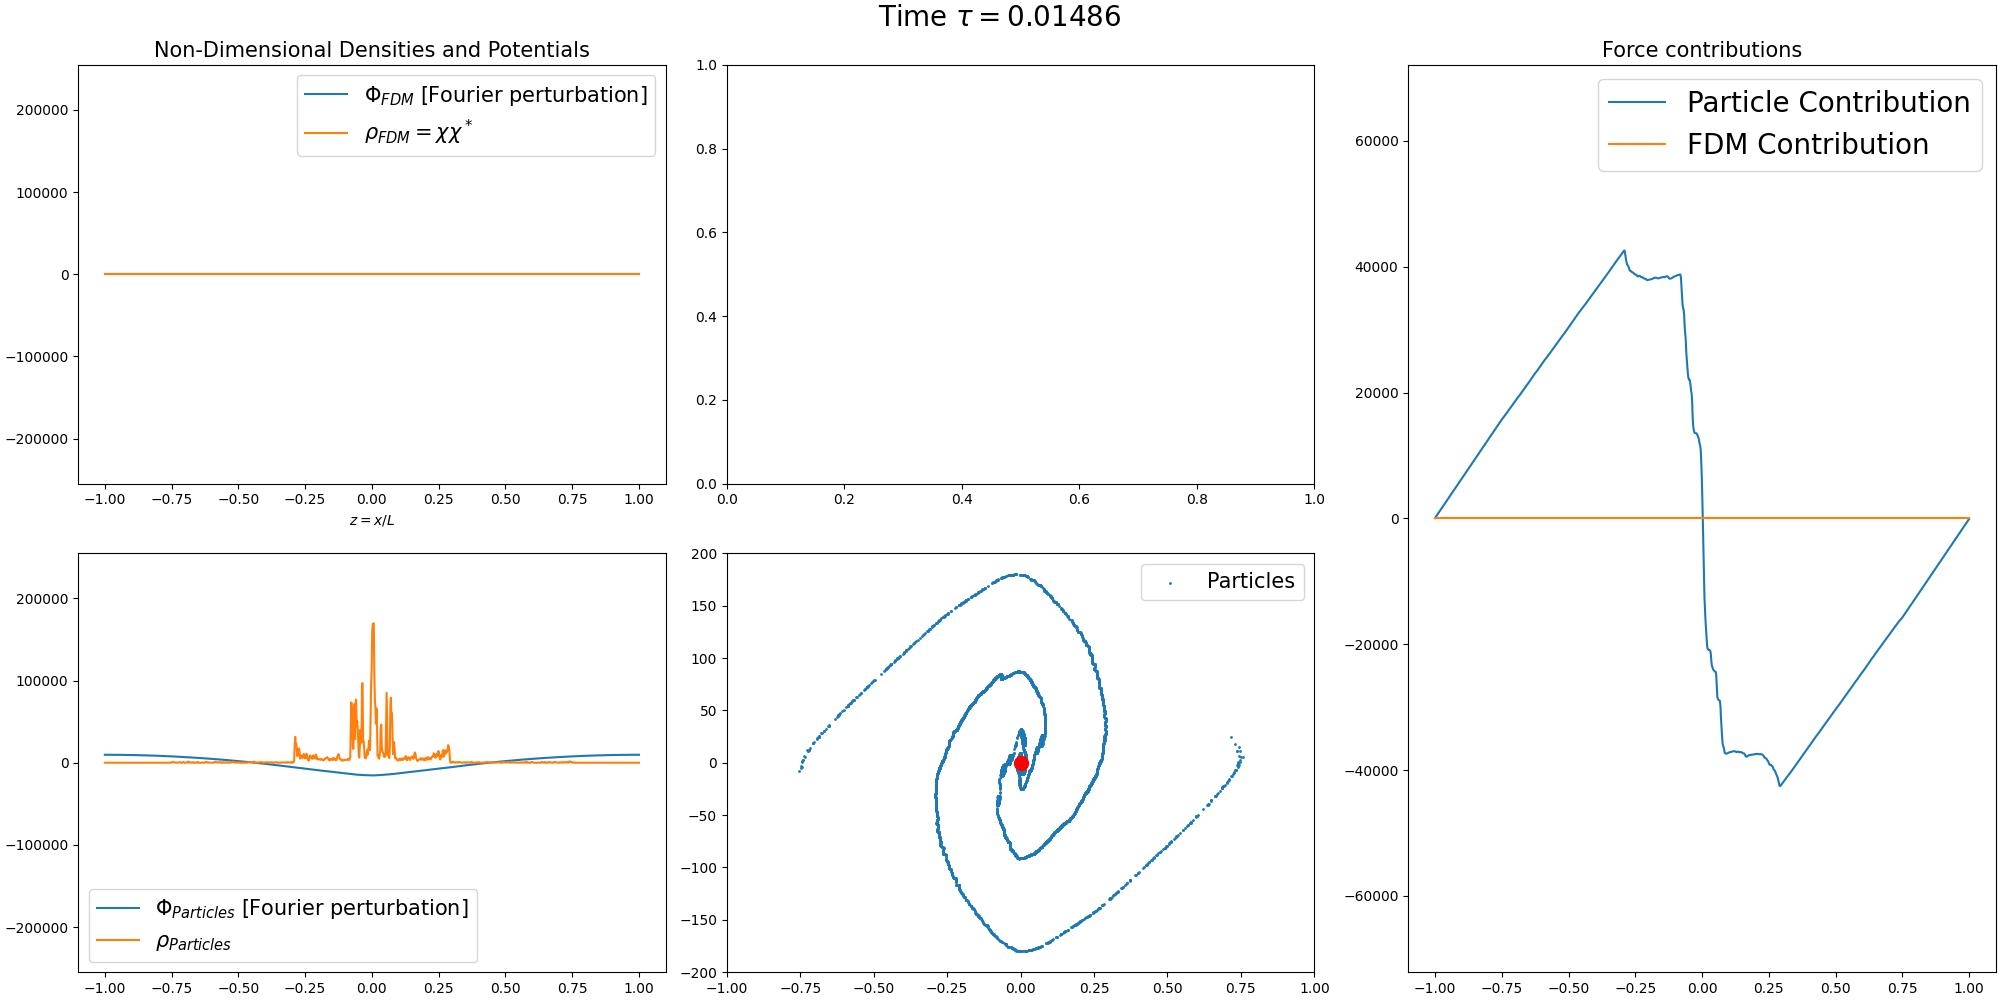 Time τ = 0.01486
Non-Dimensional Densities and Potentials
200000
100000
0
−100000
−200000
Φ_FDM [Fourier perturbation]
ρ_FDM = χχ*
−1.00 −0.75 −0.50 −0.25 0.00 0.25 0.50 0.75 1.00
z = x/L
1.0
0.8
0.6
0.4
0.2
0.0
0.0 0.2 0.4 0.6 0.8 1.0
200000
100000
0
−100000
−200000
Φ_Particles [Fourier perturbation]
ρ_Particles
−1.00 −0.75 −0.50 −0.25 0.00 0.25 0.50 0.75 1.00
200
150
100
50
0
−50
−100
−150
−200
Particles
−1.00 −0.75 −0.50 −0.25 0.00 0.25 0.50 0.75 1.00
Force contributions
Particle Contribution
FDM Contribution
60000
40000
20000
0
−20000
−40000
−60000
−1.00 −0.75 −0.50 −0.25 0.00 0.25 0.50 0.75 1.00